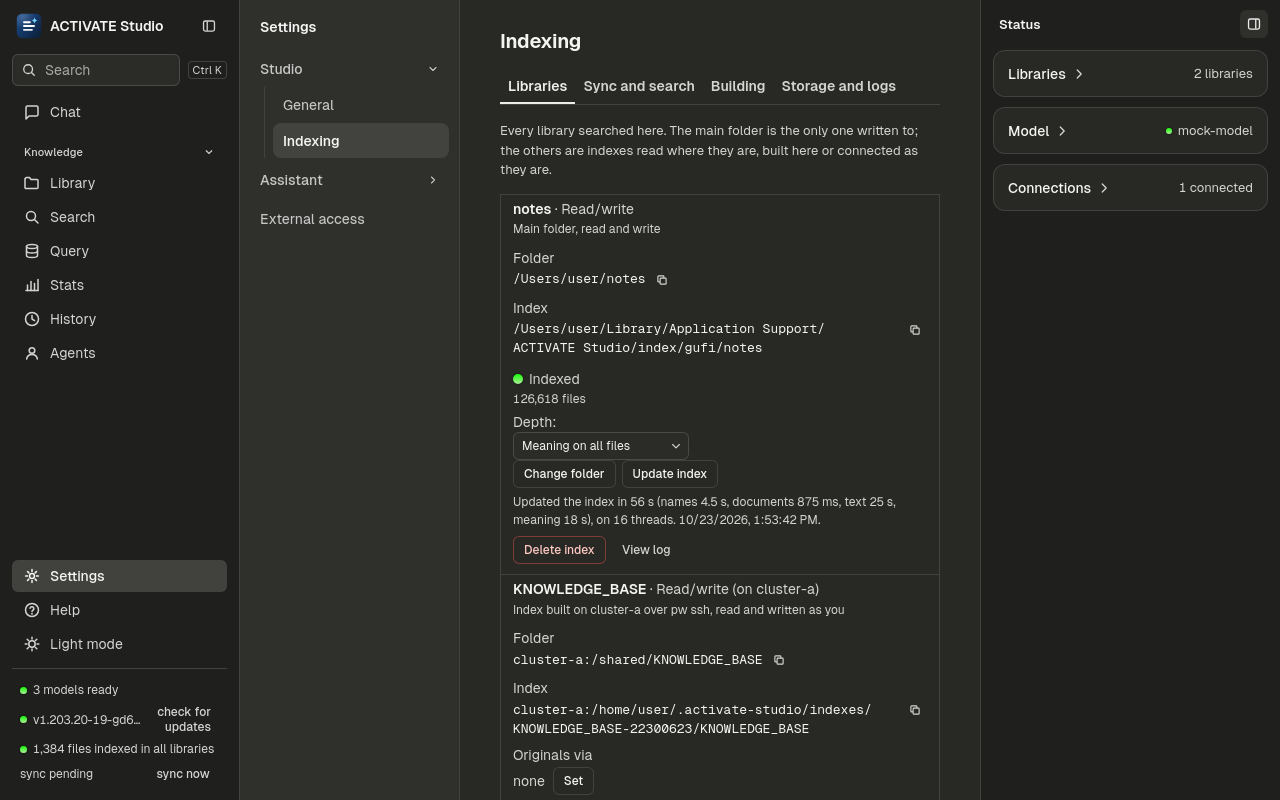 ACTIVATE Studio
Search
Ctrl K
Chat
Knowledge
Library
Search
Query
Stats
History
Agents
Settings
Help
Light mode
3 models ready
v1.203.20-19-gd6…
check for updates
1,384 files indexed in all libraries
sync pending
sync now
Settings
Studio
General
Indexing
Assistant
External access
Indexing
Libraries
Sync and search
Building
Storage and logs
Every library searched here. The main folder is the only one written to;
the others are indexes read where they are, built here or connected as
they are.
notes · Read/write
Main folder, read and write
Folder
/Users/user/notes
Index
/Users/user/Library/Application Support/
ACTIVATE Studio/index/gufi/notes
Indexed
126,618 files
Depth:
Meaning on all files
Change folder
Update index
Updated the index in 56 s (names 4.5 s, documents 875 ms, text 25 s,
meaning 18 s), on 16 threads. 10/23/2026, 1:53:42 PM.
Delete index
View log
KNOWLEDGE_BASE · Read/write (on cluster-a)
Index built on cluster-a over pw ssh, read and written as you
Folder
cluster-a:/shared/KNOWLEDGE_BASE
Index
cluster-a:/home/user/.activate-studio/indexes/
KNOWLEDGE_BASE-22300623/KNOWLEDGE_BASE
Originals via
none
Set
Status
Libraries
2 libraries
Model
mock-model
Connections
1 connected